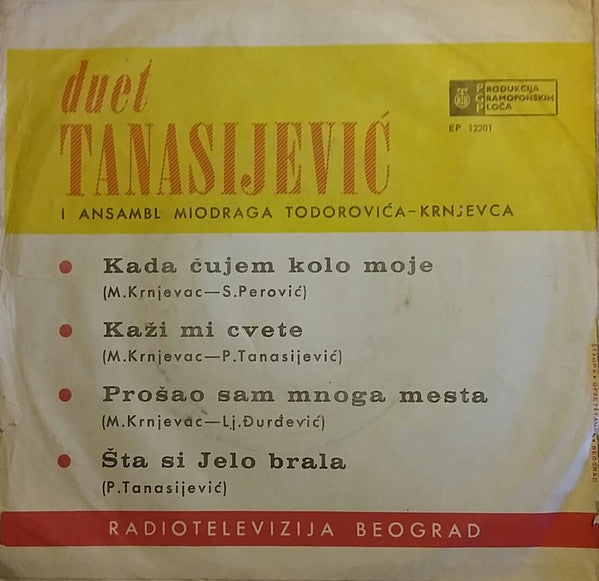 duet
TANASIJEVIĆ
I ANSAMBL MIODRAGA TODOROVIĆA-KRNJEVCA
PGP
PRODUKCIJA
GRAMOFONSKIH
PLOČA
EP 12201
Kada čujem kolo moje
(M.Krnjevac—S.Perović)
Kaži mi cvete
(M.Krnjevac—P.Tanasijević)
Prošao sam mnoga mesta
(M.Krnjevac—Lj.Đurđević)
Šta si Jelo brala
(P.Tanasijević)
RADIOTELEVIZIJA BEOGRAD